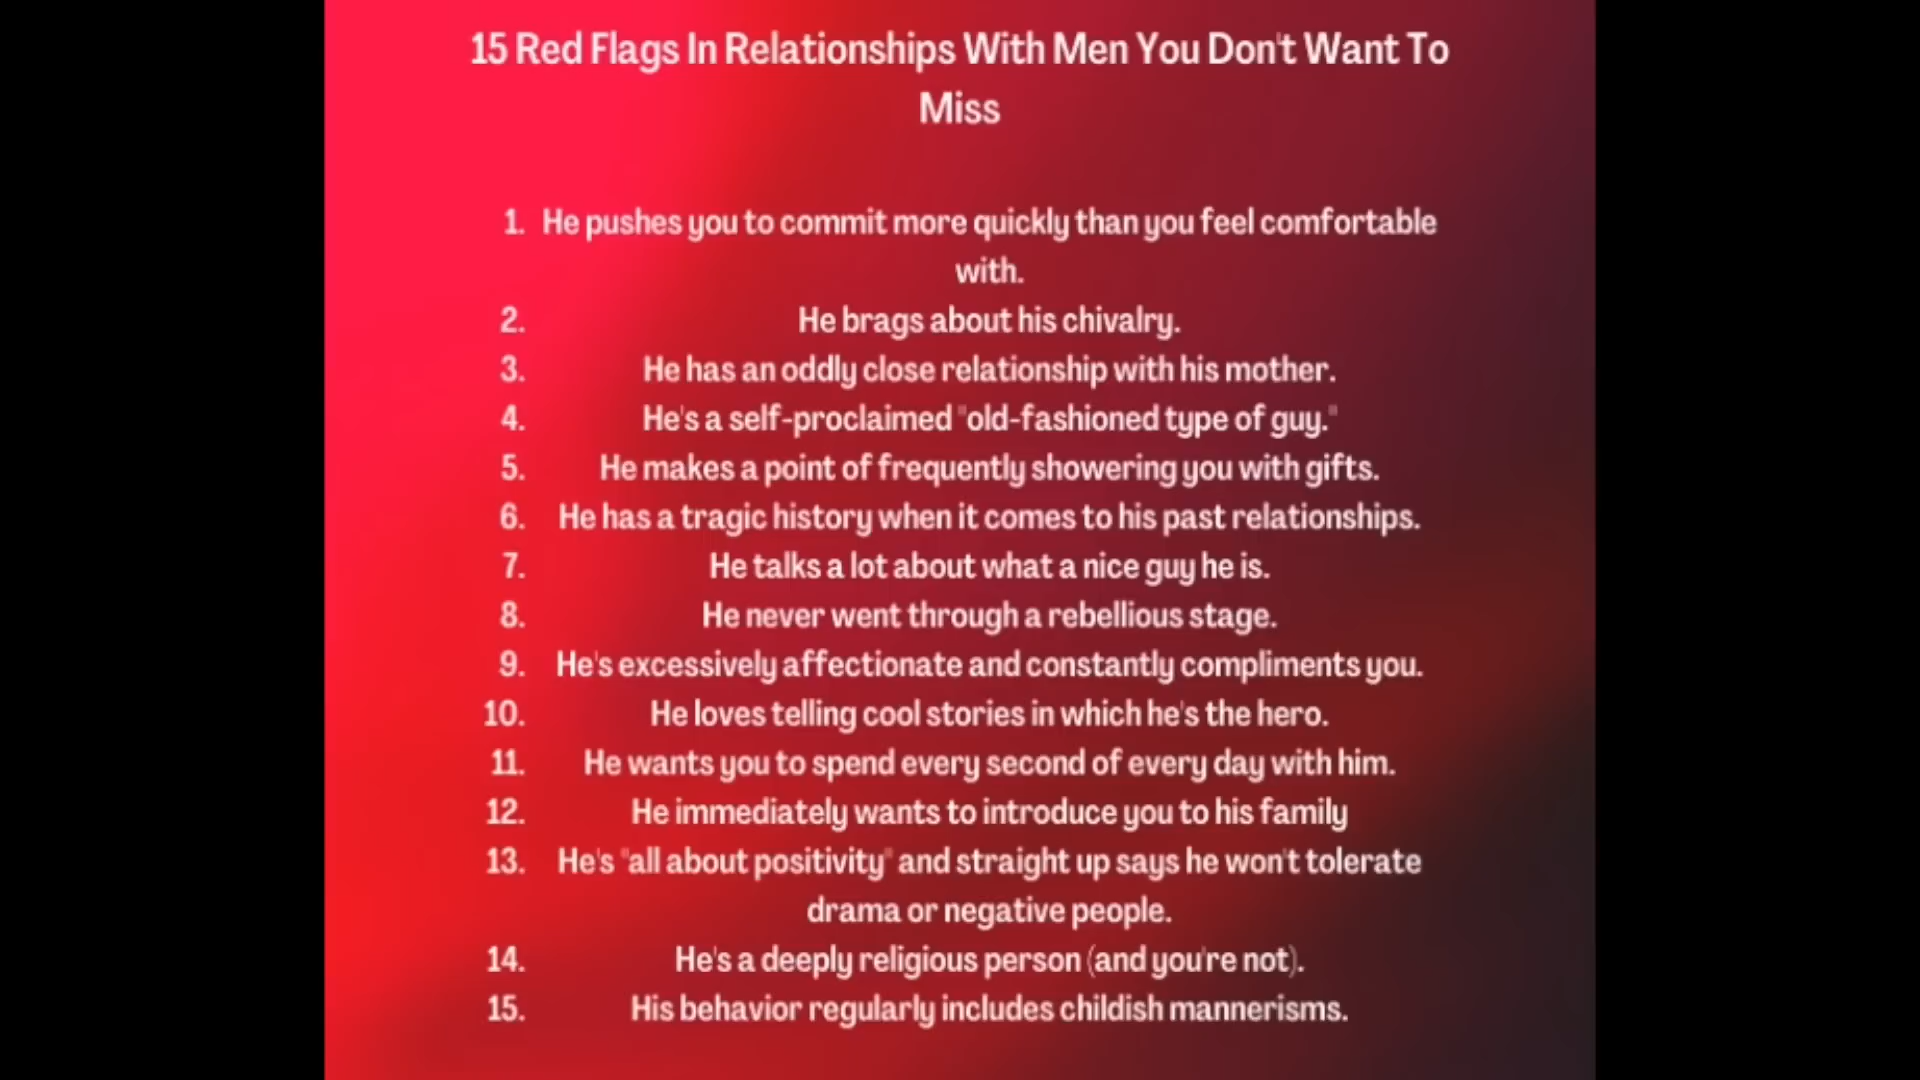 15 Red Flags In Relationships With Men You Don't Want To
Miss
1. He pushes you to commit more quickly than you feel comfortable
with.
2. He brags about his chivalry.
3. He has an oddly close relationship with his mother.
4. He's a self-proclaimed "old-fashioned type of guy."
5. He makes a point of frequently showering you with gifts.
6. He has a tragic history when it comes to his past relationships.
7. He talks a lot about what a nice guy he is.
8. He never went through a rebellious stage.
9. He's excessively affectionate and constantly compliments you.
10. He loves telling cool stories in which he's the hero.
11. He wants you to spend every second of every day with him.
12. He immediately wants to introduce you to his family
13. He's "all about positivity" and straight up says he won't tolerate
drama or negative people.
14. He's a deeply religious person (and you're not).
15. His behavior regularly includes childish mannerisms.